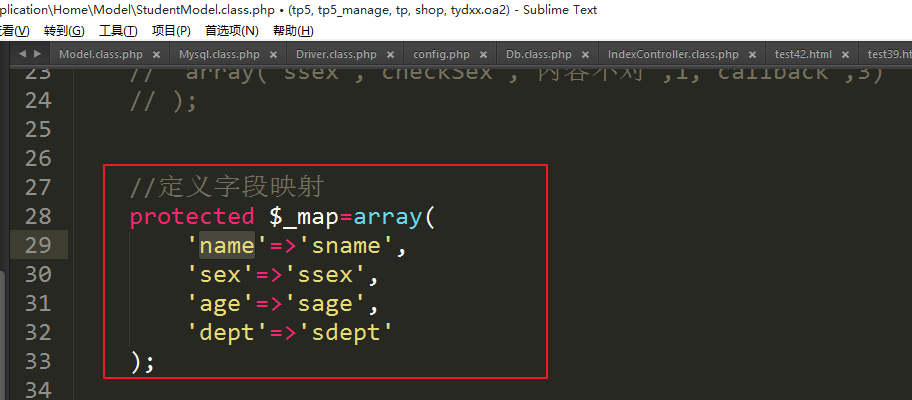 plication\Home\Model\StudentModel.class.php • (tp5, tp5_manage, tp, shop, tydxx.oa2) - Sublime Text
查看(V) 转到(G) 工具(T) 项目(P) 首选项(N) 帮助(H)
Model.class.php × Mysql.class.php × Driver.class.php × config.php × Db.class.php × IndexController.class.php × test42.html × test39.ht
23 // array('ssex','checkSex','内容不对',1,'callback',3)
24 // );
25
26
27 //定义字段映射
28 protected $_map=array(
29 'name'=>'sname',
30 'sex'=>'ssex',
31 'age'=>'sage',
32 'dept'=>'sdept'
33 );
34